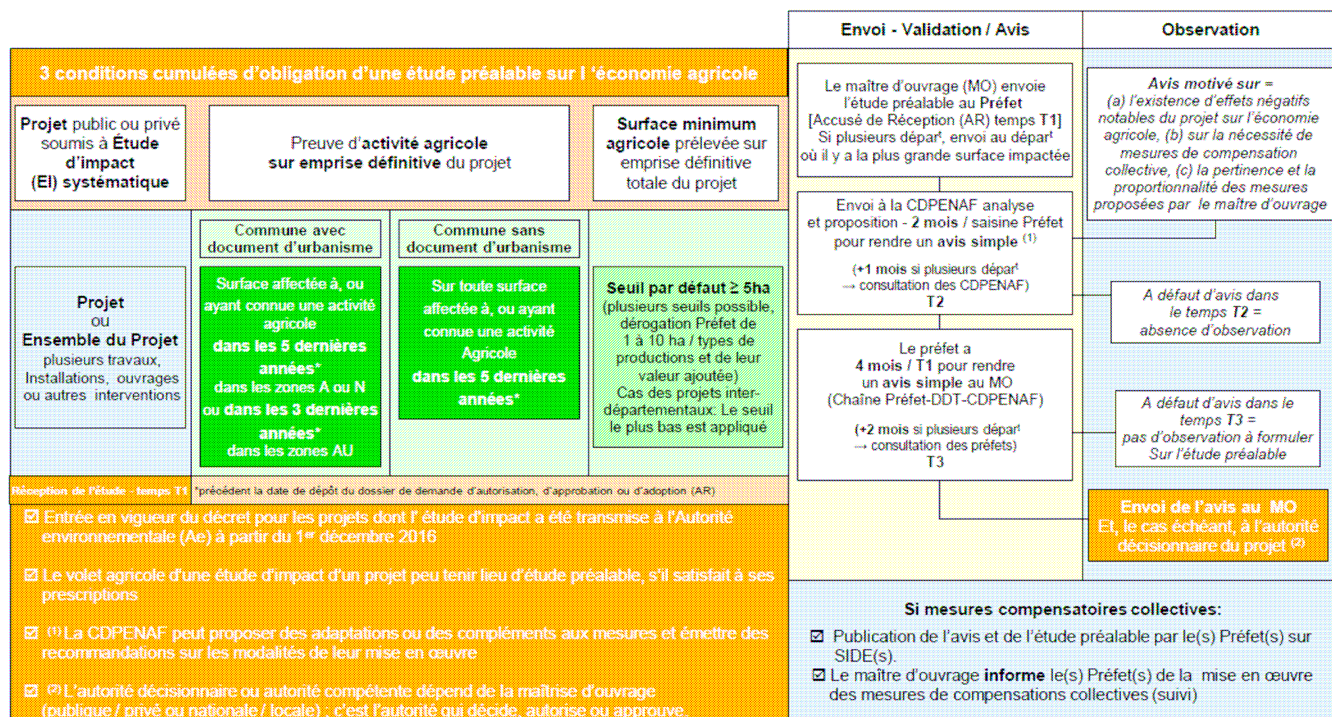 3 conditions cumulées d'obligation d'une étude préalable sur l 'économie agricole
Projet public ou privé
soumis à Étude
d'impact
(EI) systématique
Preuve d'activité agricole
sur emprise définitive du projet
Surface minimum
agricole prélevée sur
emprise définitive
totale du projet
Commune avec
document d'urbanisme
Commune sans
document d'urbanisme
Projet
ou
Ensemble du Projet
plusieurs travaux,
Installations, ouvrages
ou autres interventions
Surface affectée à, ou
ayant connue une activité
agricole
dans les 5 dernières
années*
dans les zones A ou N
ou dans les 3 dernières
années*
dans les zones AU
Sur toute surface
affectée à, ou ayant
connue une activité
Agricole
dans les 5 dernières
années*
Seuil par défaut ≥ 5ha
(plusieurs seuils possible,
dérogation Préfet de
1 à 10 ha / types de
productions et de leur
valeur ajoutée)
Cas des projets inter-
départementaux: Le seuil
le plus bas est appliqué
Réception de l'étude - temps T1
*précédent la date de dépôt du dossier de demande d'autorisation, d'approbation ou d'adoption (AR)
☑ Entrée en vigueur du décret pour les projets dont l' étude d'impact a été transmise à l'Autorité
environnementale (Ae) à partir du 1er décembre 2016
☑ Le volet agricole d'une étude d'impact d'un projet peu tenir lieu d'étude préalable, s'il satisfait à ses
prescriptions
☑ (1) La CDPENAF peut proposer des adaptations ou des compléments aux mesures et émettre des
recommandations sur les modalités de leur mise en œuvre
☑ (2) L'autorité décisionnaire ou autorité compétente dépend de la maîtrise d'ouvrage
(publique / privé ou nationale / locale) : c'est l'autorité qui décide, autorise ou approuve
Envoi - Validation / Avis
Observation
Le maître d'ouvrage (MO) envoie
l'étude préalable au Préfet
[Accusé de Réception (AR) temps T1]
Si plusieurs départ, envoi au départ
où il y a la plus grande surface impactée
Avis motivé sur =
(a) l'existence d'effets négatifs
notables du projet sur l'économie
agricole, (b) sur la nécessité de
mesures de compensation
collective, (c) la pertinence et la
proportionnalité des mesures
proposées par le maître d'ouvrage
Envoi à la CDPENAF analyse
et proposition - 2 mois / saisine Préfet
pour rendre un avis simple (1)
(+1 mois si plusieurs départ
→ consultation des CDPENAF)
T2
A défaut d'avis dans
le temps T2 =
absence d'observation
Le préfet a
4 mois / T1 pour rendre
un avis simple au MO
(Chaîne Préfet-DDT-CDPENAF)
(+2 mois si plusieurs départ
→ consultation des préfets)
T3
A défaut d'avis dans le
temps T3 =
pas d'observation à formuler
Sur l'étude préalable
Envoi de l'avis au MO
Et, le cas échéant, à l'autorité
décisionnaire du projet (2)
Si mesures compensatoires collectives:
☑ Publication de l'avis et de l'étude préalable par le(s) Préfet(s) sur
SIDE(s).
☑ Le maître d'ouvrage informe le(s) Préfet(s) de la mise en œuvre
des mesures de compensations collectives (suivi)